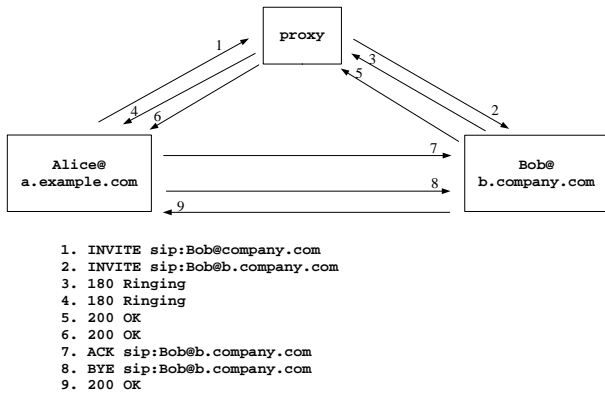 proxy
1
3
4
5
6
2
Alice@
a.example.com
7
8
9
Bob@
b.company.com
1. INVITE sip:Bob@company.com
2. INVITE sip:Bob@b.company.com
3. 180 Ringing
4. 180 Ringing
5. 200 OK
6. 200 OK
7. ACK sip:Bob@b.company.com
8. BYE sip:Bob@b.company.com
9. 200 OK